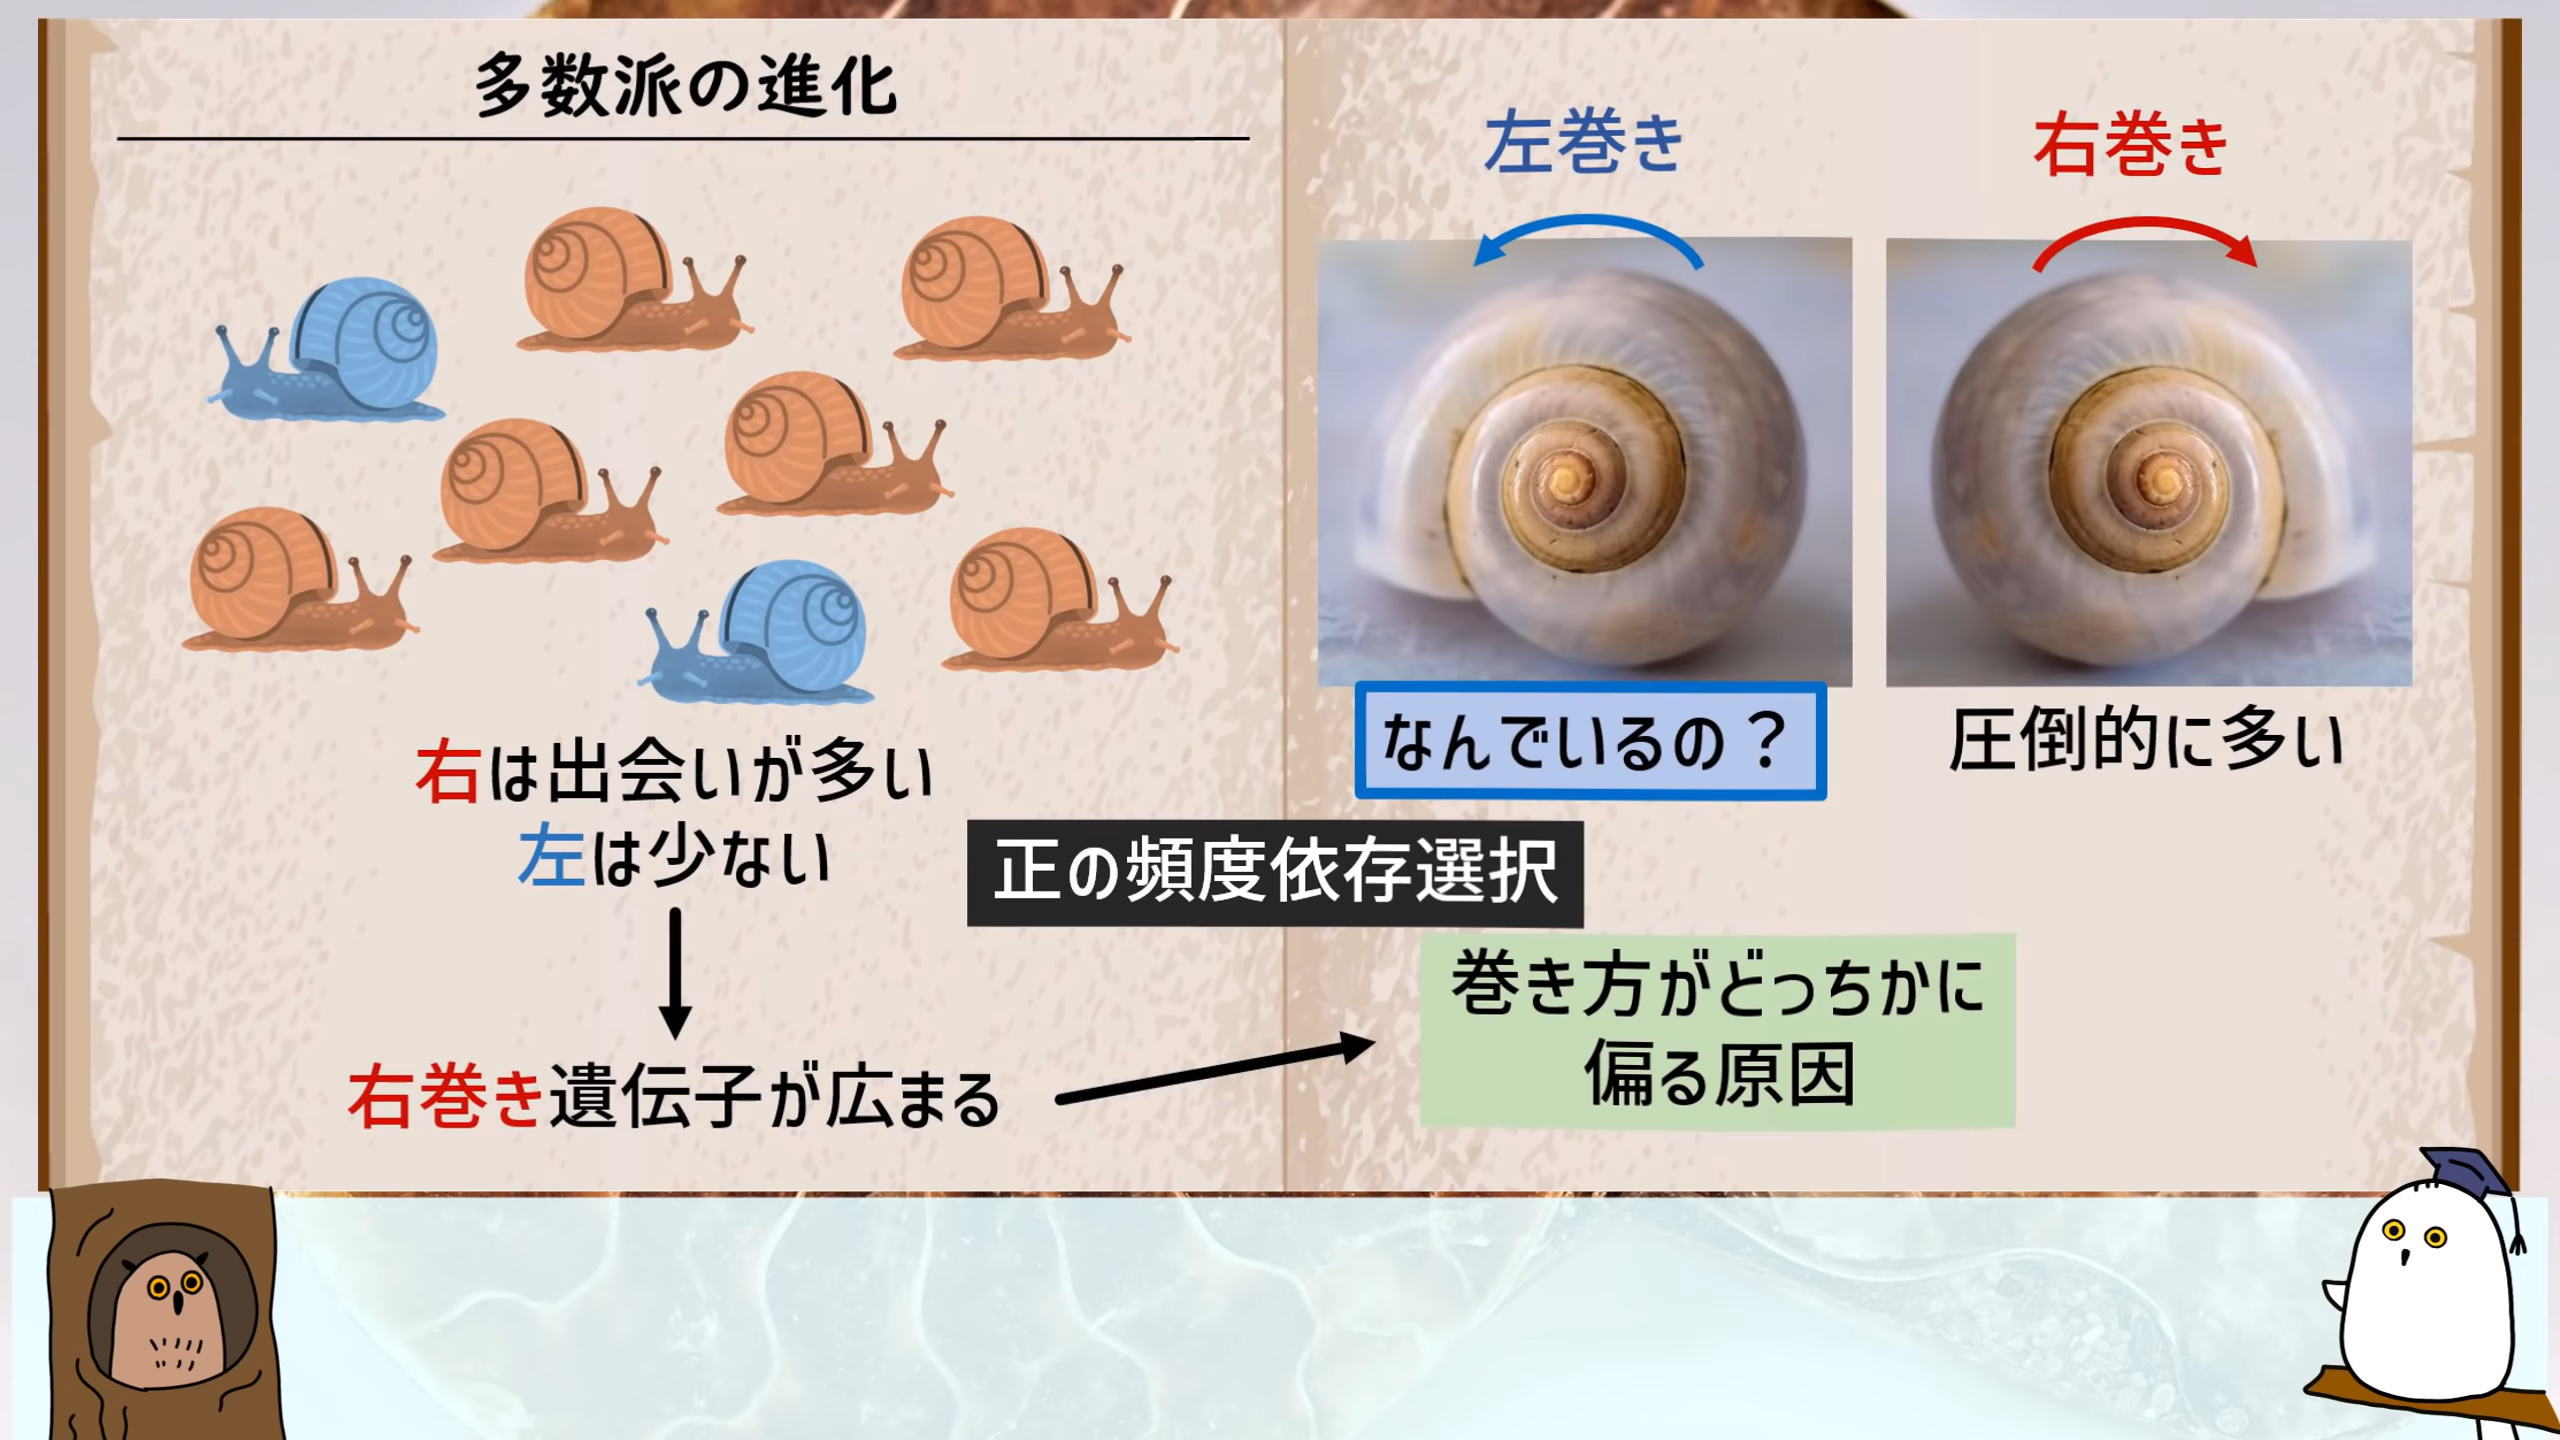 多数派の進化
右は出会いが多い
左は少ない
右巻き遺伝子が広まる
正の頻度依存選択
左巻き
右巻き
なんでいるの？
圧倒的に多い
巻き方がどっちかに
偏る原因